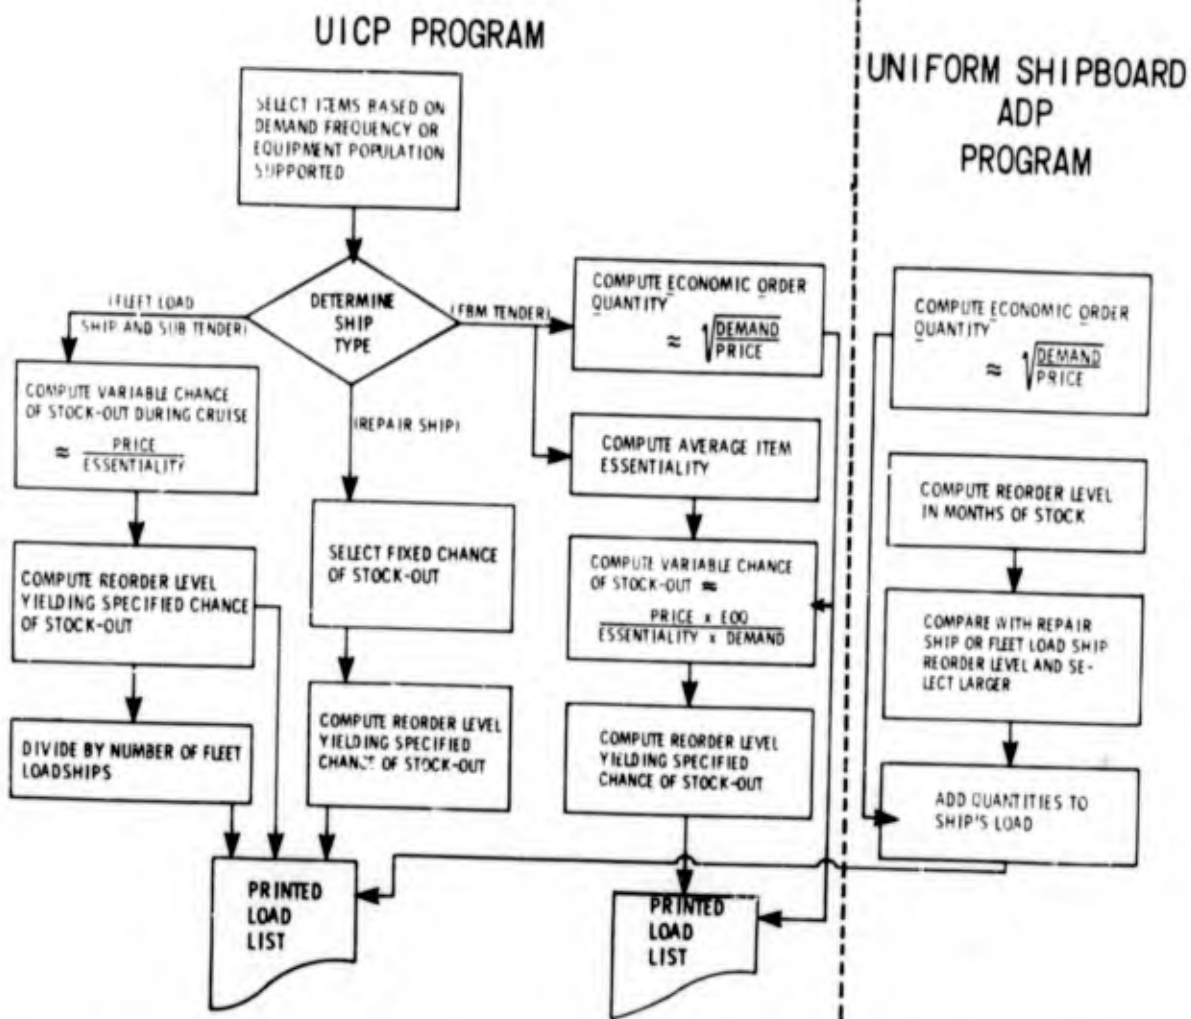 UICP PROGRAM
UNIFORM SHIPBOARD
ADP
PROGRAM
SELECT ITEMS BASED ON
DEMAND FREQUENCY OR
EQUIPMENT POPULATION
SUPPORTED
DETERMINE
SHIP
TYPE
(FLEET LOAD
SHIP AND SUB TENDER)
(FBM TENDER)
(REPAIR SHIP)
COMPUTE VARIABLE CHANCE
OF STOCK-OUT DURING CRUISE
≈ PRICE
ESSENTIALITY
COMPUTE REORDER LEVEL
YIELDING SPECIFIED CHANCE
OF STOCK-OUT
DIVIDE BY NUMBER OF FLEET
LOADSHIPS
SELECT FIXED CHANCE
OF STOCK-OUT
COMPUTE REORDER LEVEL
YIELDING SPECIFIED
CHANCE OF STOCK-OUT
PRINTED
LOAD
LIST
COMPUTE ECONOMIC ORDER
QUANTITY
≈ √DEMAND
PRICE
COMPUTE AVERAGE ITEM
ESSENTIALITY
COMPUTE VARIABLE CHANCE
OF STOCK-OUT ≈
PRICE x EOQ
ESSENTIALITY x DEMAND
COMPUTE REORDER LEVEL
YIELDING SPECIFIED
CHANCE OF STOCK-OUT
PRINTED
LOAD
LIST
COMPUTE ECONOMIC ORDER
QUANTITY
≈ √DEMAND
PRICE
COMPUTE REORDER LEVEL
IN MONTHS OF STOCK
COMPARE WITH REPAIR
SHIP OR FLEET LOAD SHIP
REORDER LEVEL AND SE-
LECT LARGER
ADD QUANTITIES TO
SHIP'S LOAD